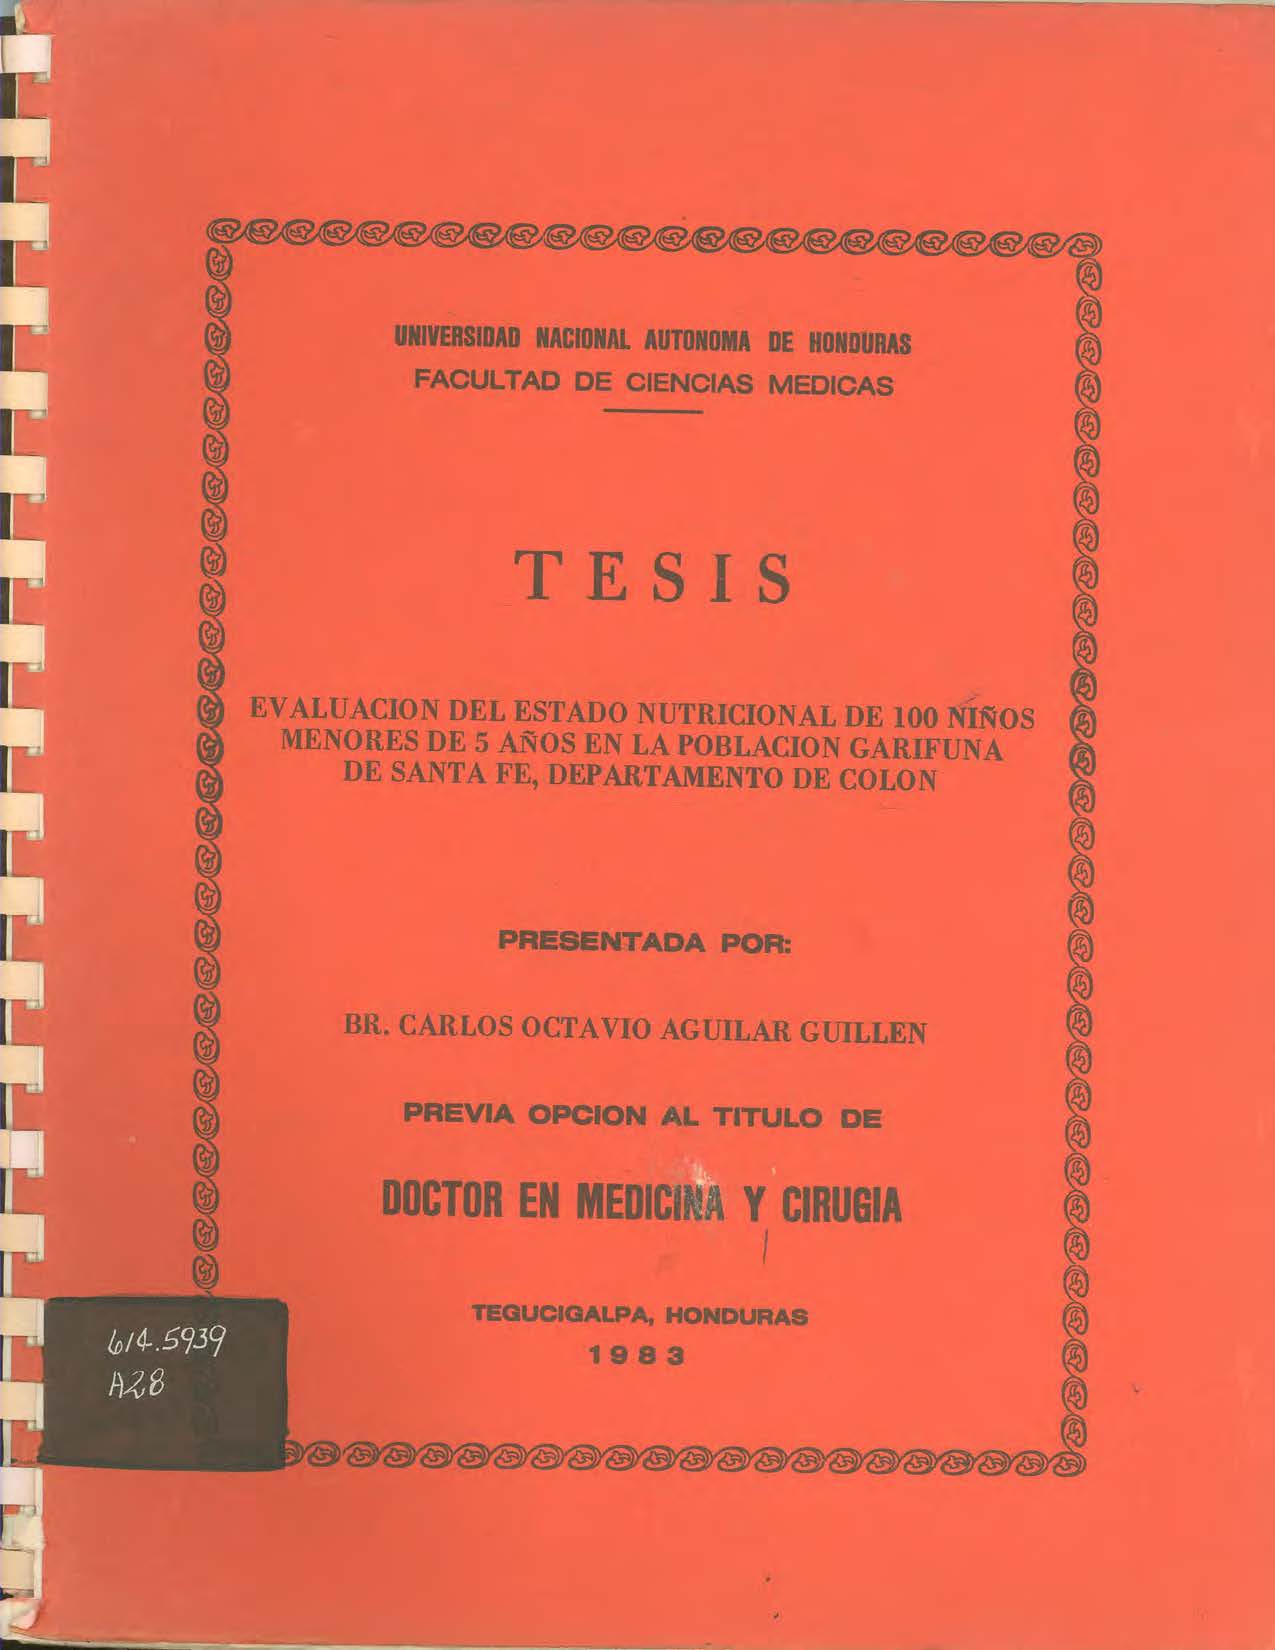 UNIVERSIDAD NACIONAL AUTONOMA DE HONDURAS
FACULTAD DE CIENCIAS MEDICAS
TESIS
EVALUACION DEL ESTADO NUTRICIONAL DE 100 NIÑOS
MENORES DE 5 AÑOS EN LA POBLACION GARIFUNA
DE SANTA FE, DEPARTAMENTO DE COLON
PRESENTADA POR:
BR. CARLOS OCTAVIO AGUILAR GUILLEN
PREVIA OPCION AL TITULO DE
DOCTOR EN MEDICINA Y CIRUGIA
TEGUCIGALPA, HONDURAS
1983
614.5939
A28